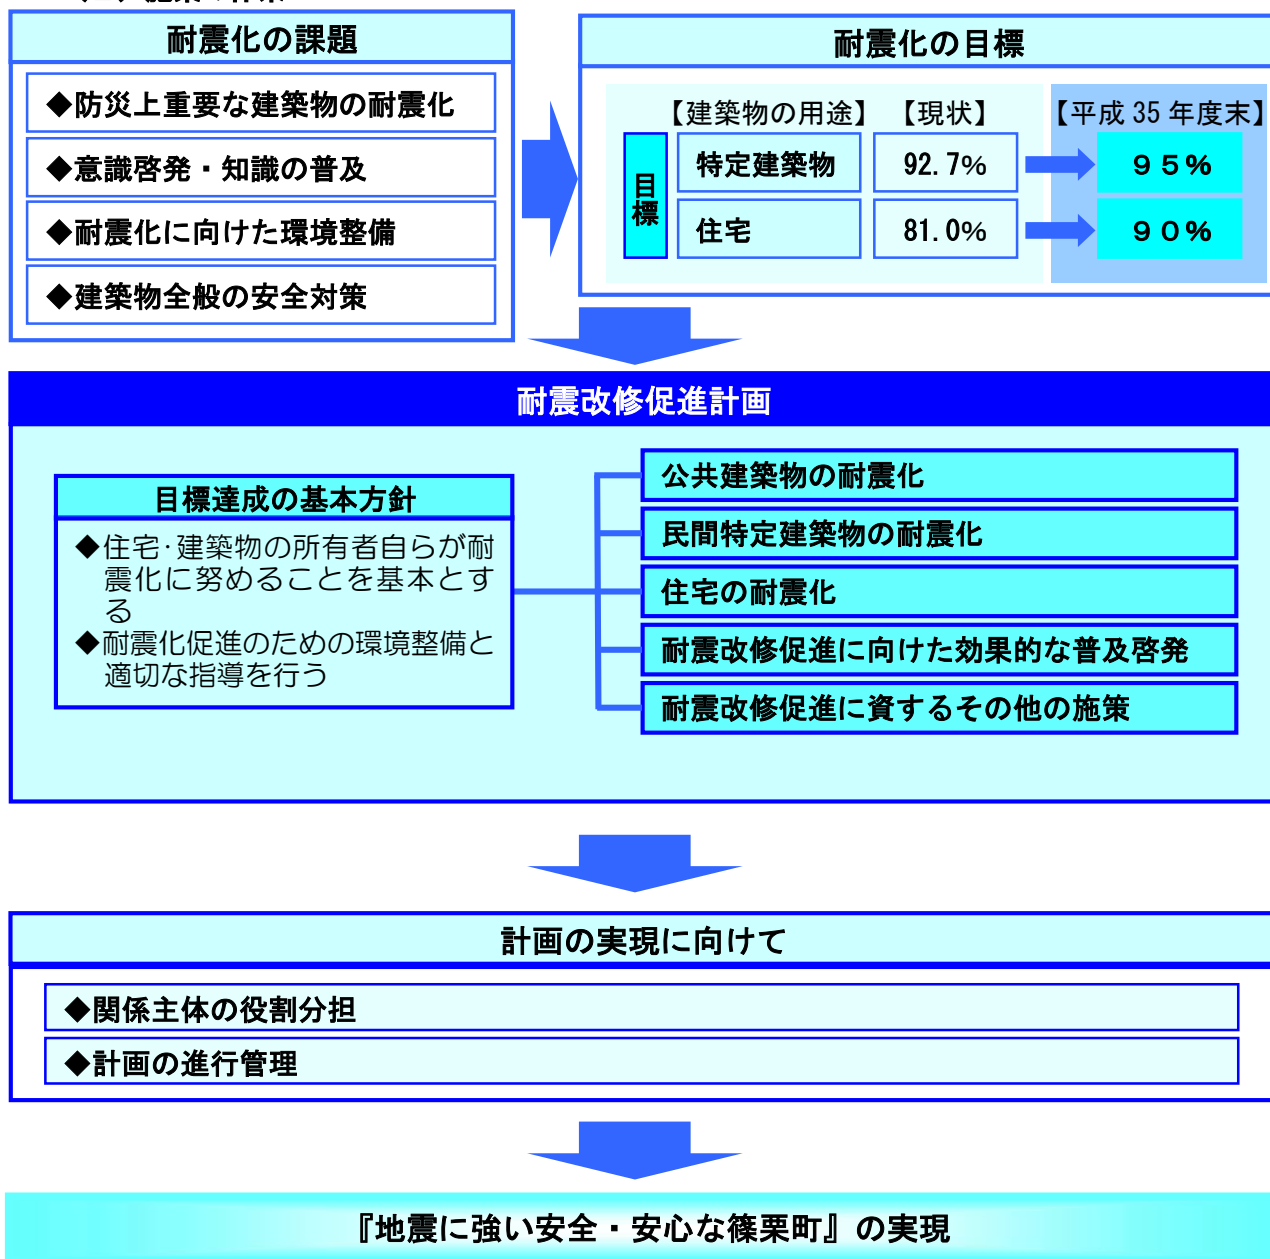 耐震化の課題
◆防災上重要な建築物の耐震化
◆意識啓発・知識の普及
◆耐震化に向けた環境整備
◆建築物全般の安全対策
耐震化の目標
【建築物の用途】 【現状】 【平成 35 年度末】
目標
特定建築物 92.7% 95%
住宅 81.0% 90%
耐震改修促進計画
目標達成の基本方針
◆住宅･建築物の所有者自らが耐
震化に努めることを基本とす
る
◆耐震化促進のための環境整備と
適切な指導を行う
公共建築物の耐震化
民間特定建築物の耐震化
住宅の耐震化
耐震改修促進に向けた効果的な普及啓発
耐震改修促進に資するその他の施策
計画の実現に向けて
◆関係主体の役割分担
◆計画の進行管理
『地震に強い安全・安心な篠栗町』の実現